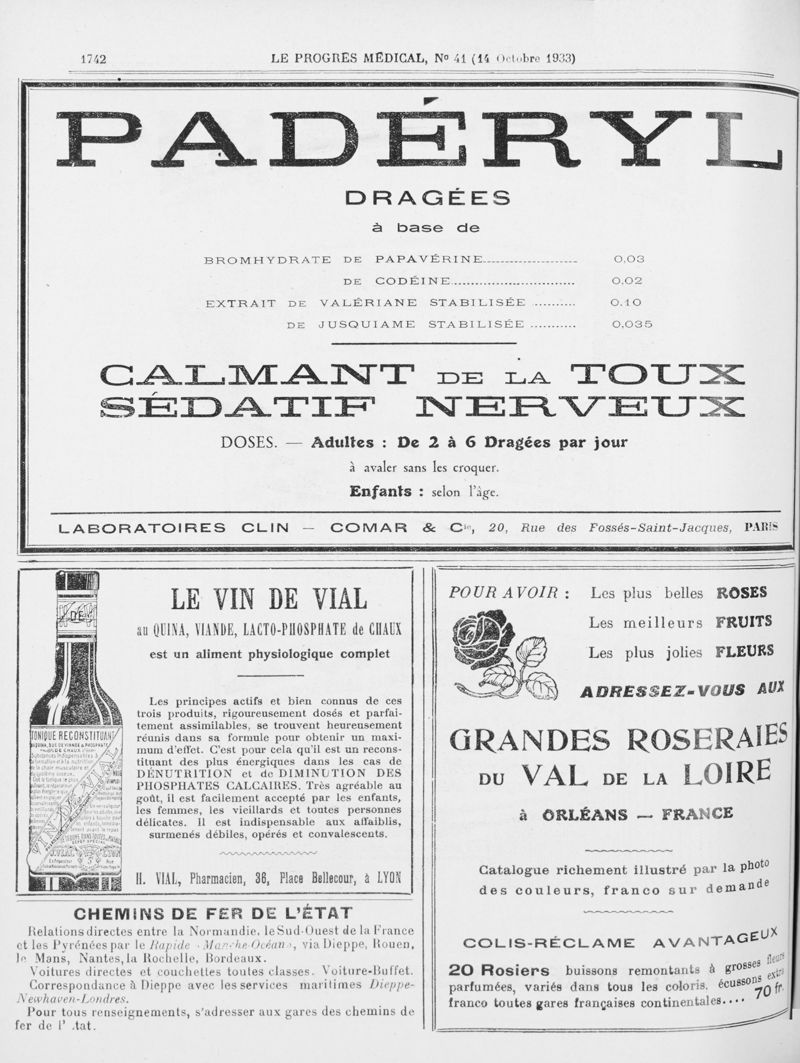 1742
LE PROGRÈS MÉDICAL, No 41 (14 Octobre 1933)
PADÉRYL
DRAGÉES
à base de
BROMHYDRATE DE PAPAVÉRINE...................... 0,03
DE CODÉINE............................. 0,02
EXTRAIT DE VALÉRIANE STABILISÉE .......... 0,10
DE JUSQUIAME STABILISÉE ........... 0,035
CALMANT DE LA TOUX
SÉDATIF NERVEUX
DOSES. — Adultes : De 2 à 6 Dragées par jour
à avaler sans les croquer.
Enfants : selon l'âge.
LABORATOIRES CLIN — COMAR & Cie, 20, Rue des Fossés-Saint-Jacques, PARIS
LE VIN DE VIAL
au QUINA, VIANDE, LACTO-PHOSPHATE de CHAUX
est un aliment physiologique complet
Les principes actifs et bien connus de ces
trois produits, rigoureusement dosés et parfai-
tement assimilables, se trouvent heureusement
réunis dans sa formule pour obtenir un maxi-
mum d'effet. C'est pour cela qu'il est un recons-
tituant des plus énergiques dans les cas de
DÉNUTRITION et de DIMINUTION DES
PHOSPHATES CALCAIRES. Très agréable au
goût, il est facilement accepté par les enfants,
les femmes, les vieillards et toutes personnes
délicates. Il est indispensable aux affaiblis,
surmenés débiles, opérés et convalescents.
H. VIAL, Pharmacien, 36, Place Bellecour, à LYON
TONIQUE RECONSTITUANT
VIN DE VIAL
CHEMINS DE FER DE L'ÉTAT
Relations directes entre la Normandie, le Sud-Ouest de la France
et les Pyrénées par le Rapide « Manche Océan », via Dieppe, Rouen,
le Mans, Nantes, la Rochelle, Bordeaux.
Voitures directes et couchettes toutes classes. Voiture-Buffet.
Correspondance à Dieppe avec les services maritimes Dieppe-
Newhaven-Londres.
Pour tous renseignements, s'adresser aux gares des chemins de
fer de l' .tat.
POUR AVOIR : Les plus belles ROSES
Les meilleurs FRUITS
Les plus jolies FLEURS
ADRESSEZ-VOUS AUX
GRANDES ROSERAIES
DU VAL DE LA LOIRE
à ORLÉANS — FRANCE
Catalogue richement illustré par la photo
des couleurs, franco sur demande
COLIS-RÉCLAME AVANTAGEUX
20 Rosiers buissons remontants à grosses fleurs
parfumées, variés dans tous les coloris, écussons extra
franco toutes gares françaises continentales.... 70 fr.